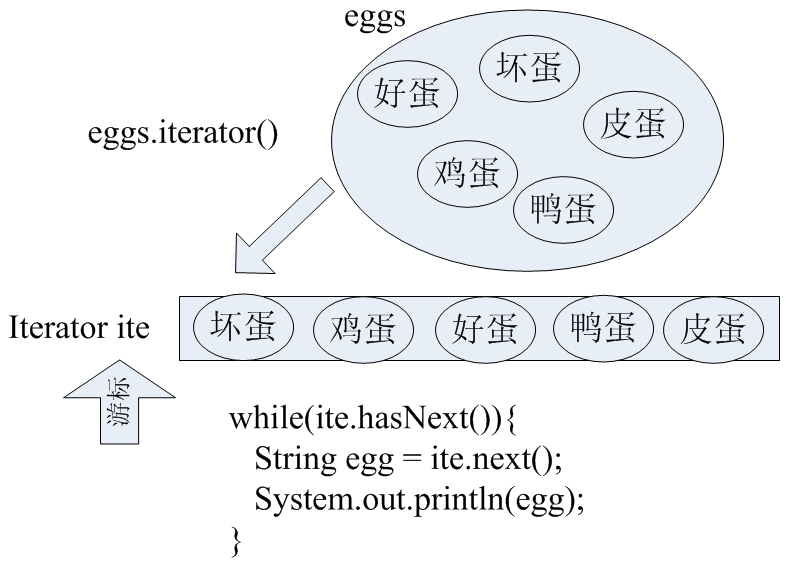 eggs
好蛋
坏蛋
皮蛋
eggs.iterator()
鸡蛋
鸭蛋
Iterator ite
坏蛋
鸡蛋
好蛋
鸭蛋
皮蛋
游标
while(ite.hasNext()){
String egg = ite.next();
System.out.println(egg);
}